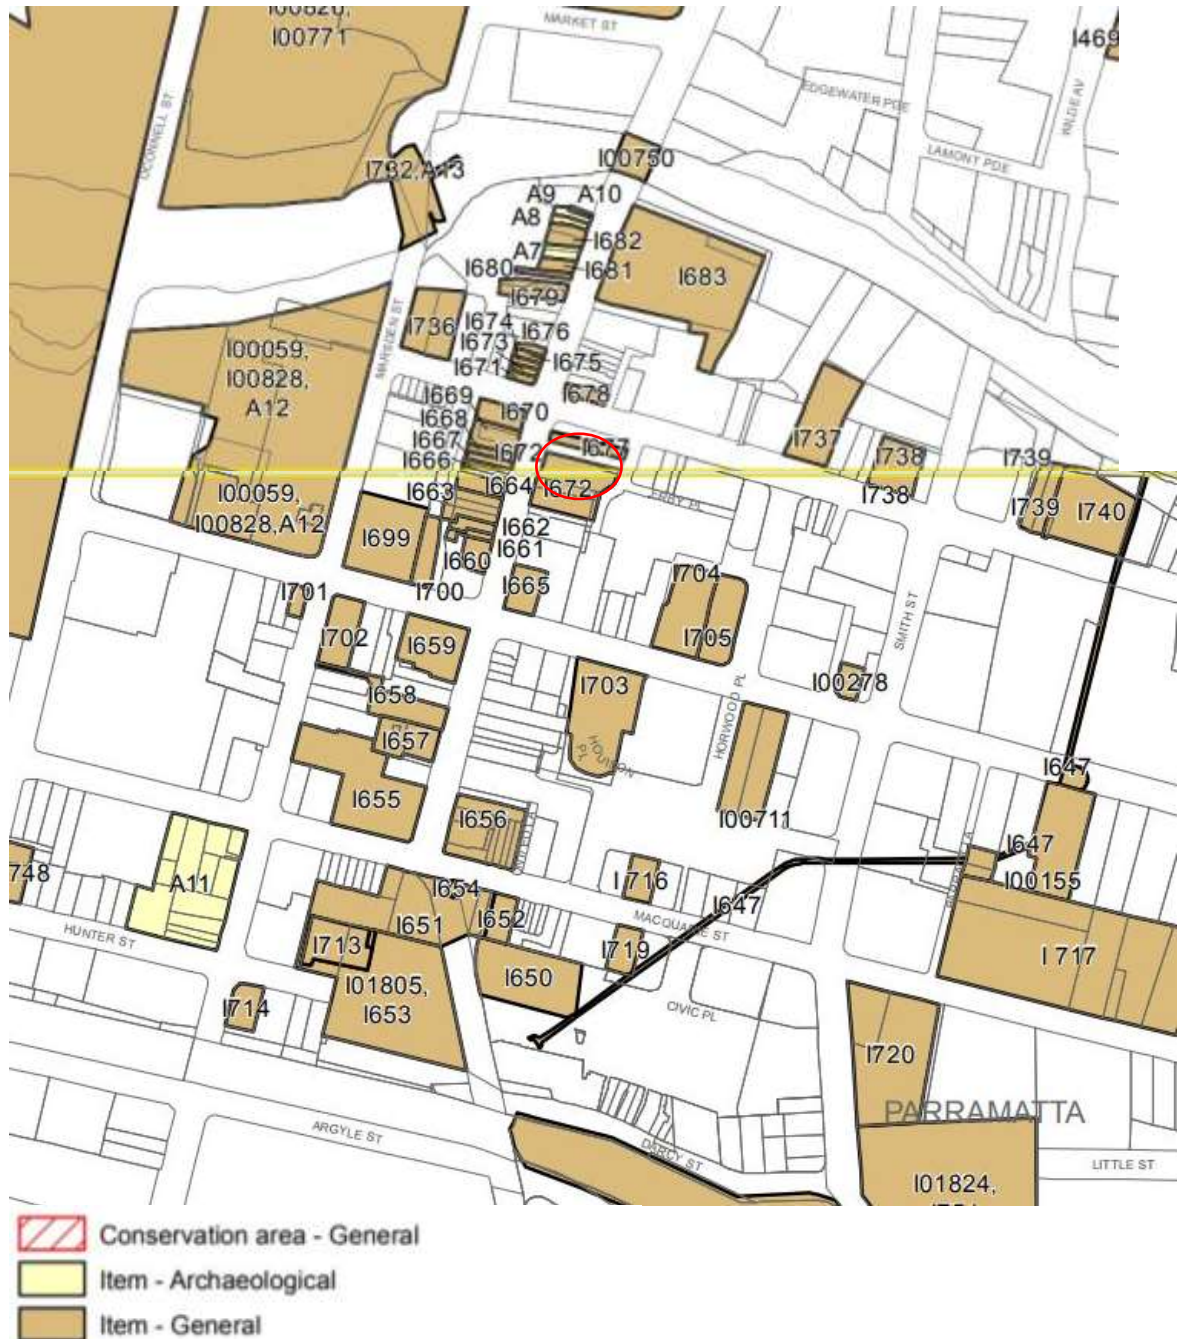 I00826,
I00771
MARKET ST
I469
EDGEWATER PDE
WILDE AV
OCONNELL ST
LAMONT PDE
I00750
I782,A13
A9
A10
A8
I682
A7
I680
I681
I683
I679
MARSDEN ST
I736
I674
I676
I673
I675
I671
I678
I00059,
I00828,
A12
I669
I670
I668
I667
I672
I677
I666
I737
I738
I739
I00059,
I00828,A12
I663
I664
I672
ERBY PL
I738
I739
I740
I699
I662
I661
I660
I700
I665
I704
I701
I702
I659
I705
SMITH ST
I703
I00278
I658
HORWOOD PL
I657
HOUISON
PL
I647
I655
I656
I00711
I647
I00155
I748
A11
I716
I654
I647
I652
I651
MACQUARIE ST
HUNTER ST
I713
I719
I717
I650
I01805,
I653
I714
CIVIC PL
I720
PARRAMATTA
ARGYLE ST
DARCY ST
LITTLE ST
I01824,
Conservation area - General
Item - Archaeological
Item - General